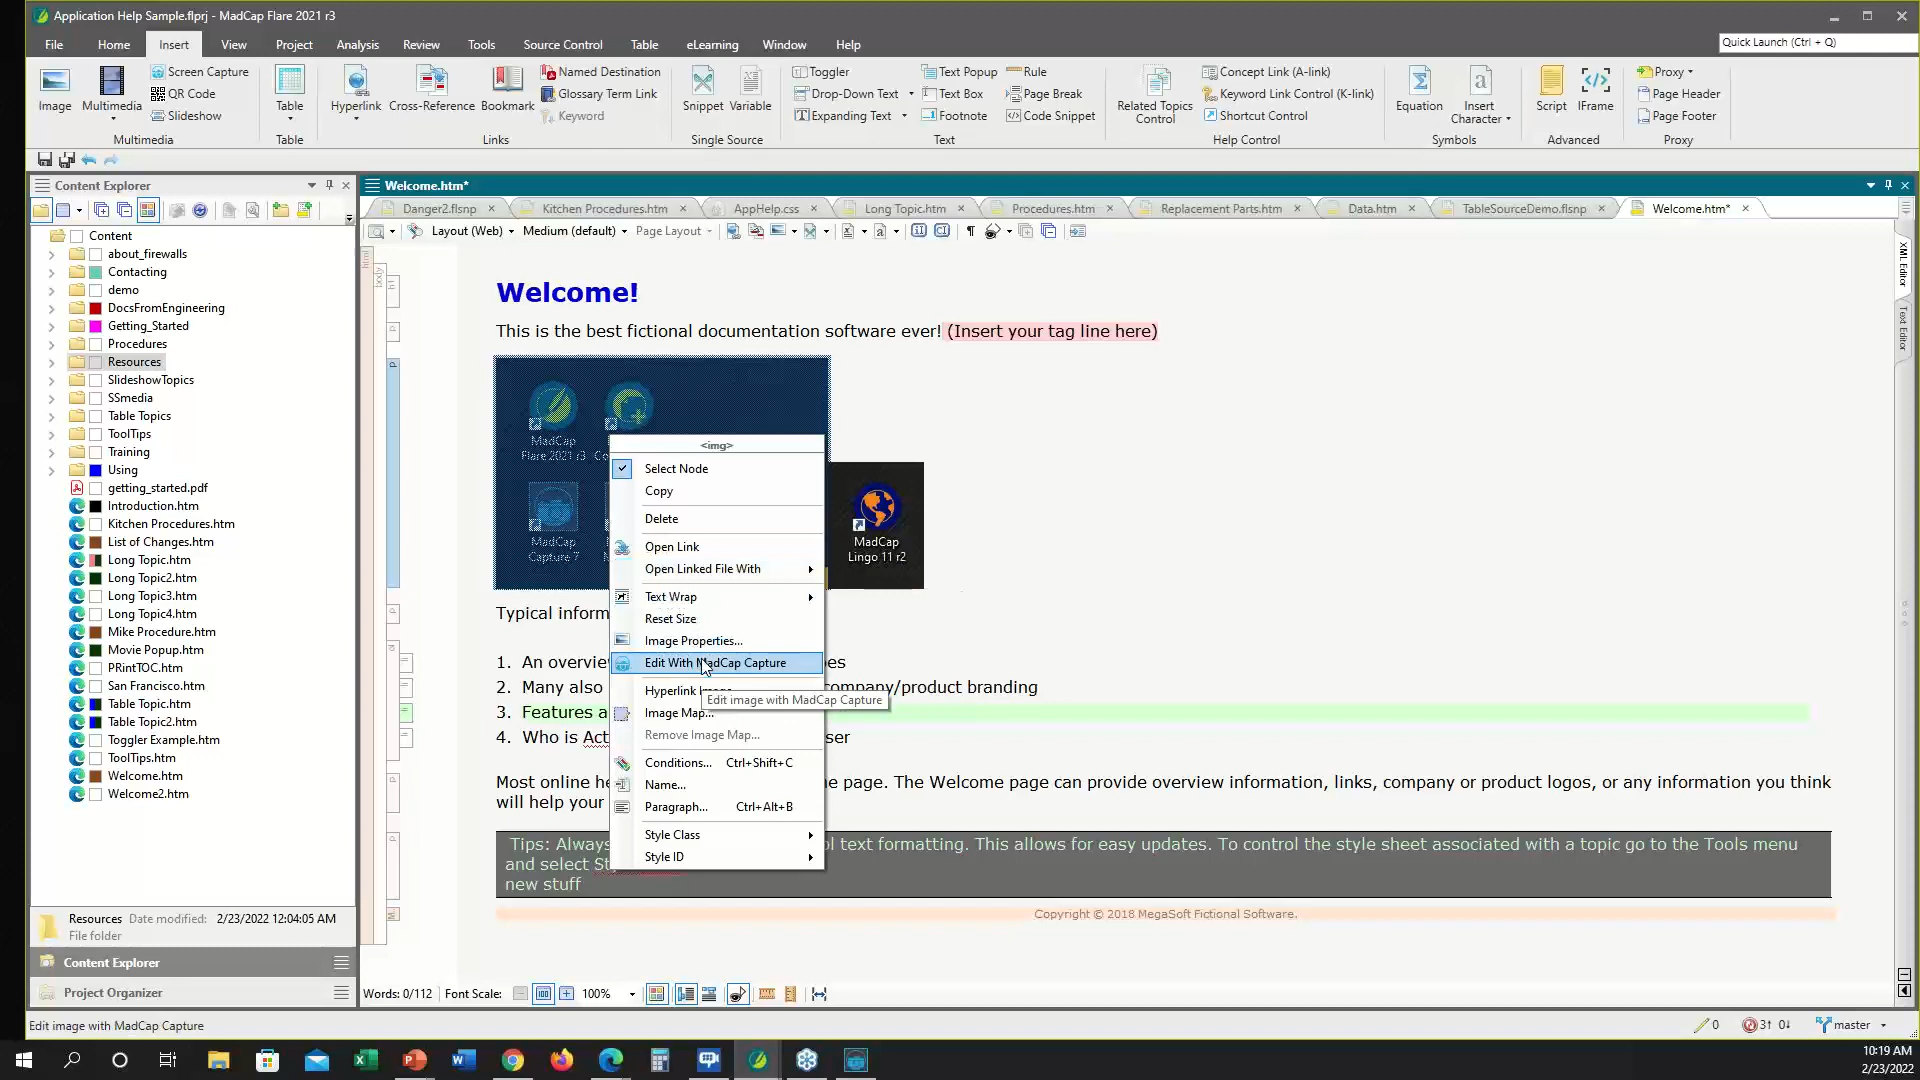 Application Help Sample.flprj - MadCap Flare 2021 r3
File Home Insert View Project Analysis Review Tools Source Control Table eLearning Window Help
Quick Launch (Ctrl + Q)
Image
Multimedia
Screen Capture
QR Code
Slideshow
Multimedia
Table
Table
Hyperlink
Cross-Reference
Bookmark
Named Destination
Glossary Term Link
Keyword
Links
Snippet
Variable
Single Source
Toggler
Drop-Down Text
Expanding Text
Text Popup
Text Box
Footnote
Rule
Page Break
Code Snippet
Text
Related Topics
Control
Concept Link (A-link)
Keyword Link Control (K-link)
Shortcut Control
Help Control
Equation
Insert
Character
Symbols
Script
IFrame
Advanced
Proxy
Page Header
Page Footer
Proxy
Content Explorer
Content
about_firewalls
Contacting
demo
DocsFromEngineering
Getting_Started
Procedures
Resources
SlideshowTopics
SSmedia
Table Topics
ToolTips
Training
Using
getting_started.pdf
Introduction.htm
Kitchen Procedures.htm
List of Changes.htm
Long Topic.htm
Long Topic2.htm
Long Topic3.htm
Long Topic4.htm
Mike Procedure.htm
Movie Popup.htm
PRintTOC.htm
San Francisco.htm
Table Topic.htm
Table Topic2.htm
Toggler Example.htm
ToolTips.htm
Welcome.htm
Welcome2.htm
Resources Date modified: 2/23/2022 12:04:05 AM
File folder
Content Explorer
Project Organizer
Welcome.htm*
Danger2.flsnp Kitchen Procedures.htm AppHelp.css Long Topic.htm Procedures.htm Replacement Parts.htm Data.htm TableSourceDemo.flsnp Welcome.htm*
Layout (Web) Medium (default) Page Layout
html
body
h1
p
p
XML Editor
Text Editor
Welcome!
This is the best fictional documentation software ever! (Insert your tag line here)
MadCap
Flare 2021 r3
MadCap
Capture 7
MadCap
Lingo 11 r2
<img>
Select Node
Copy
Delete
Open Link
Open Linked File With
Text Wrap
Reset Size
Image Properties...
Edit With MadCap Capture
Hyperlink Image...
Edit image with MadCap Capture
Image Map...
Remove Image Map...
Conditions... Ctrl+Shift+C
Name...
Paragraph... Ctrl+Alt+B
Style Class
Style ID
Typical inform
1. An overvie
2. Many also company/product branding
3. Features a
4. Who is Act ser
Most online he e page. The Welcome page can provide overview information, links, company or product logos, or any information you think
will help your
Tips: Always ol text formatting. This allows for easy updates. To control the style sheet associated with a topic go to the Tools menu
and select St
new stuff
Copyright © 2018 MegaSoft Fictional Software.
Words: 0/112 Font Scale: 100%
Edit image with MadCap Capture
0 3↑ 0↓ master
10:19 AM
2/23/2022